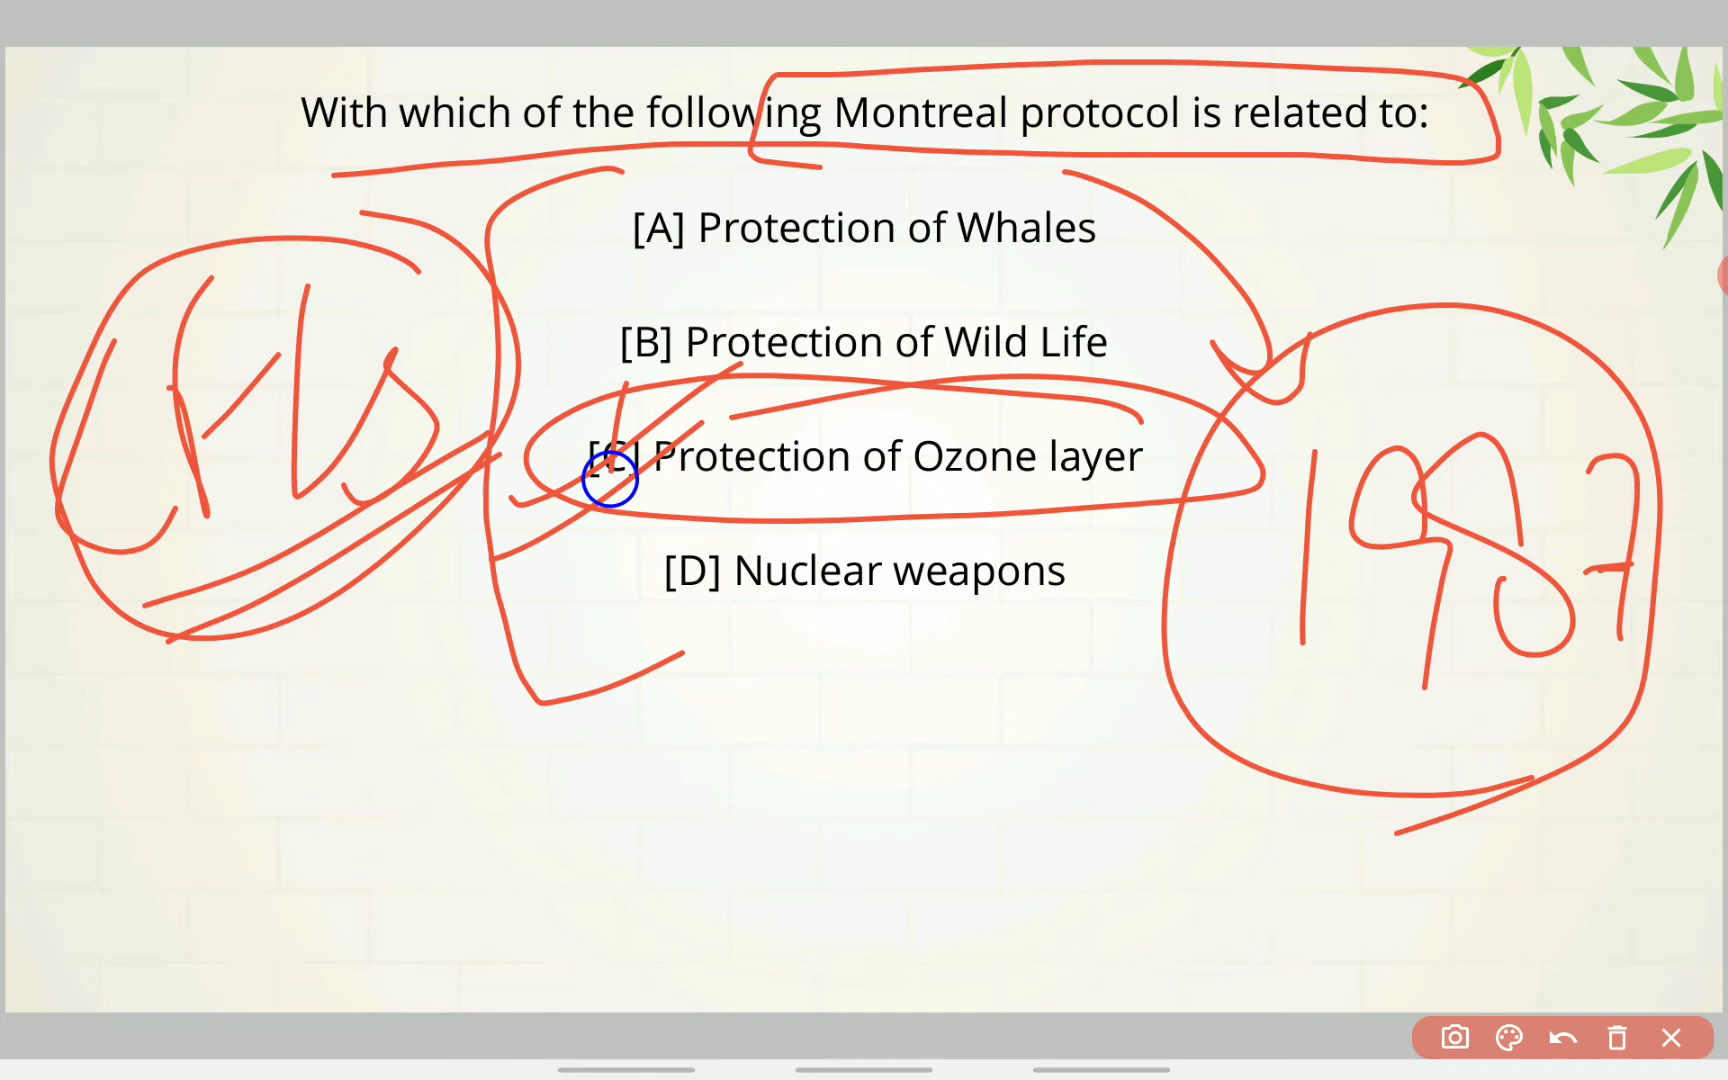 With which of the following Montreal protocol is related to:
[A] Protection of Whales
[B] Protection of Wild Life
[C] Protection of Ozone layer
[D] Nuclear weapons
CFCs
1987